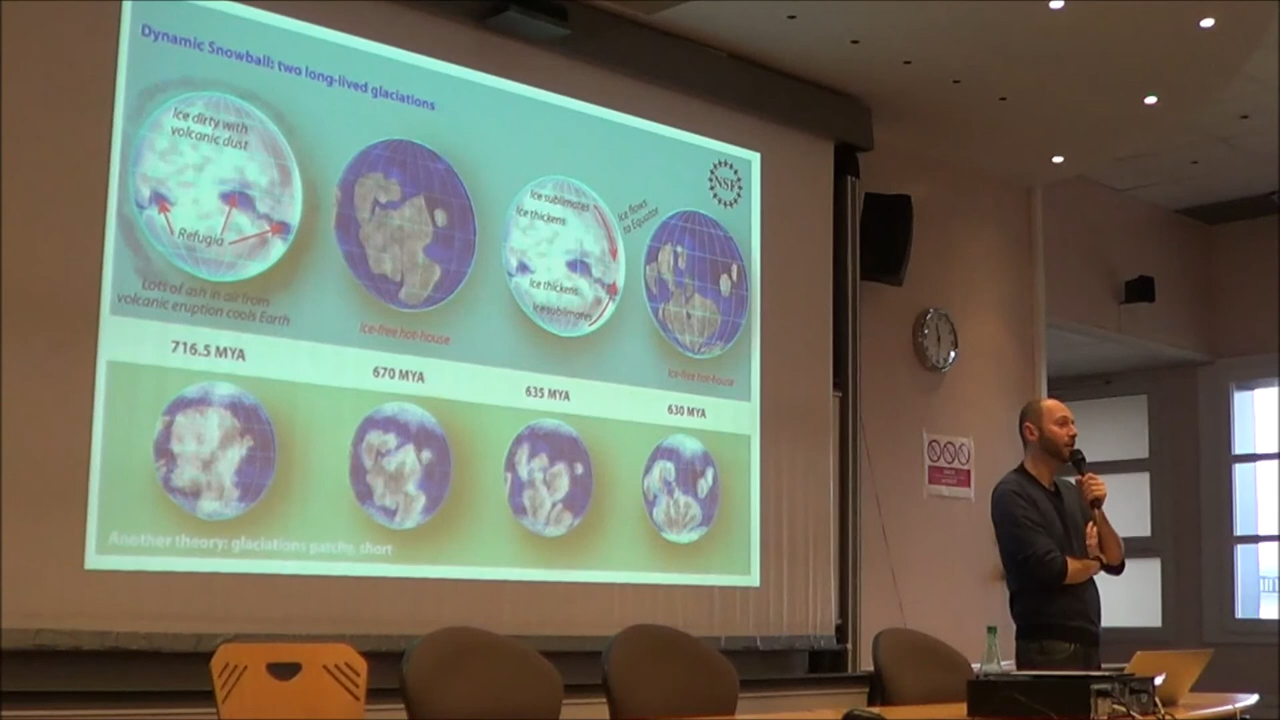 Dynamic Snowball: two long-lived glaciations
Ice dirty with
volcanic dust
Refugia
Lots of ash in air from
volcanic eruption cools Earth
Ice-free hot-house
Ice sublimates
Ice thickens
Ice thickens
Ice sublimates
Ice flows
to Equator
NSF
Ice-free hot-house
716.5 MYA
670 MYA
635 MYA
630 MYA
Another theory: glaciations patchy, short